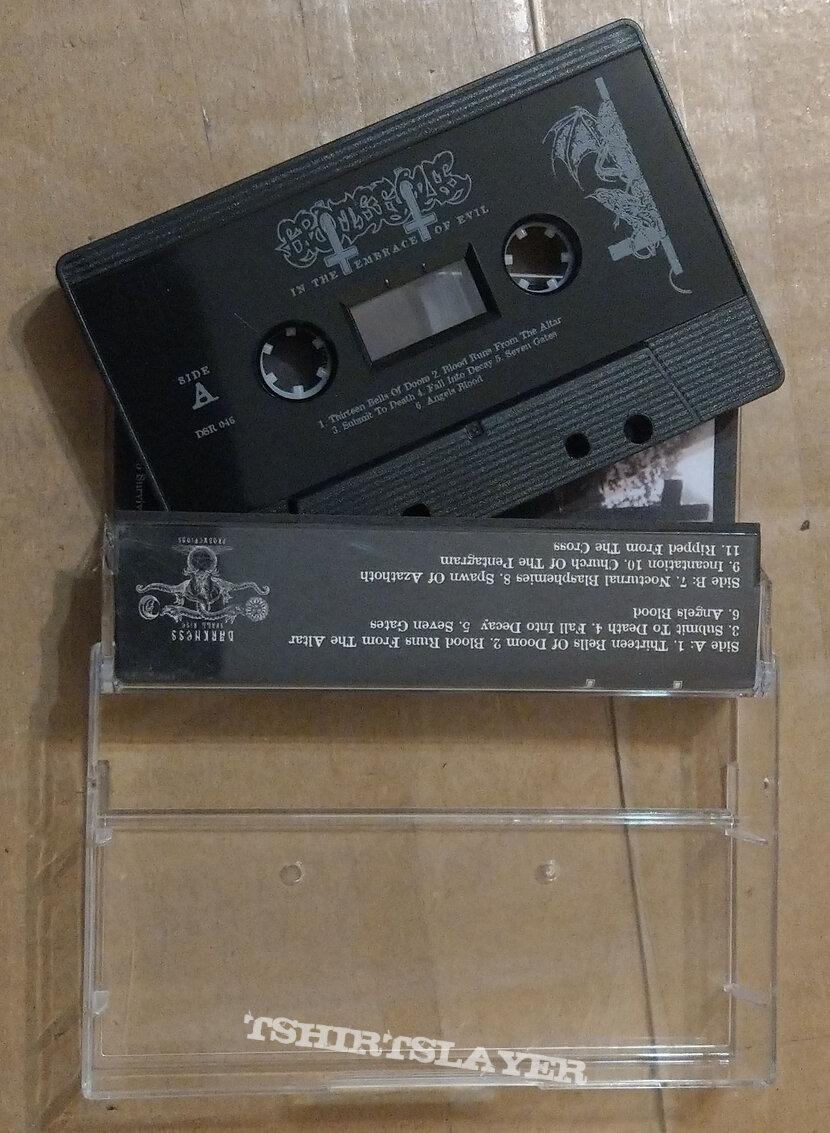 IN THE EMBRACE OF EVIL
SIDE
A
DSR 045
1. Thirteen Bells Of Doom 2. Blood Runs From The Altar
3. Submit To Death 4. Fall Into Decay 5. Seven Gates
6. Angels Blood
Side A: 1. Thirteen Bells Of Doom 2. Blood Runs From The Altar
3. Submit To Death 4. Fall Into Decay 5. Seven Gates
6. Angels Blood
Side B: 7. Nocturnal Blasphemies 8. Spawn Of Azathoth
9. Incantation 10. Church Of The Pentagram
11. Ripped From The Cross
DARKNESS
SHALL RISE
PRODUCTIONS
TSHIRTSLAYER